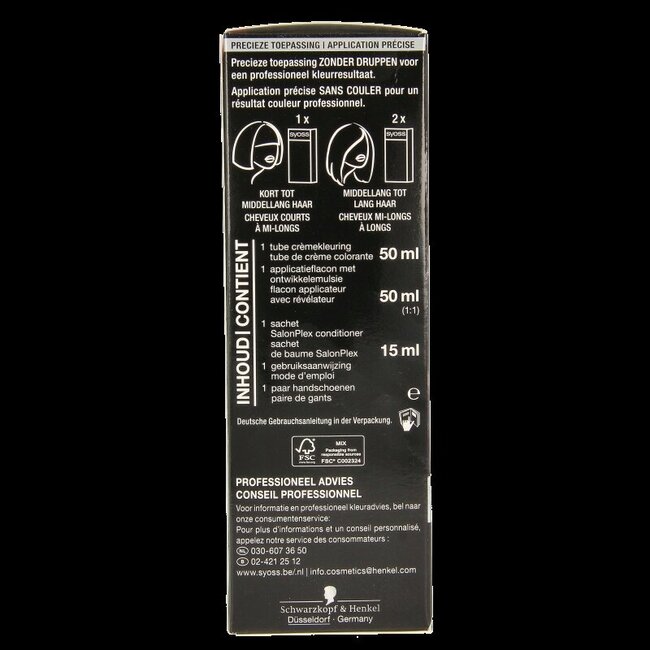 PRECIEZE TOEPASSING | APPLICATION PRÉCISE
Precieze toepassing ZONDER DRUPPEN voor
een professioneel kleurresultaat.
Application précise SANS COULER pour un
résultat couleur professionnel.
1 x
2 x
syoss
syoss
KORT TOT
MIDDELLANG HAAR
CHEVEUX COURTS
À MI-LONGS
MIDDELLANG TOT
LANG HAAR
CHEVEUX MI-LONGS
À LONGS
INHOUD | CONTIENT
1 tube crèmekleuring
tube de crème colorante 50 ml
1 applicatieflacon met
ontwikkelemulsie
flacon applicateur
avec révélateur 50 ml
(1:1)
1 sachet
SalonPlex conditioner
sachet
de baume SalonPlex 15 ml
1 gebruiksaanwijzing
mode d'emploi
1 paar handschoenen
paire de gants
℮
Deutsche Gebrauchsanleitung in der Verpackung.
FSC
MIX
Packaging from
responsible sources
FSC® C002324
PROFESSIONEEL ADVIES
CONSEIL PROFESSIONNEL
Voor informatie en professioneel kleuradvies, bel naar
onze consumentenservice:
Pour plus d'informations et un conseil personnalisé,
appelez notre service des consommateurs :
NL 030-607 36 50
B 02-421 25 12
www.syoss.be/.nl | info.cosmetics@henkel.com
Schwarzkopf & Henkel
Düsseldorf · Germany